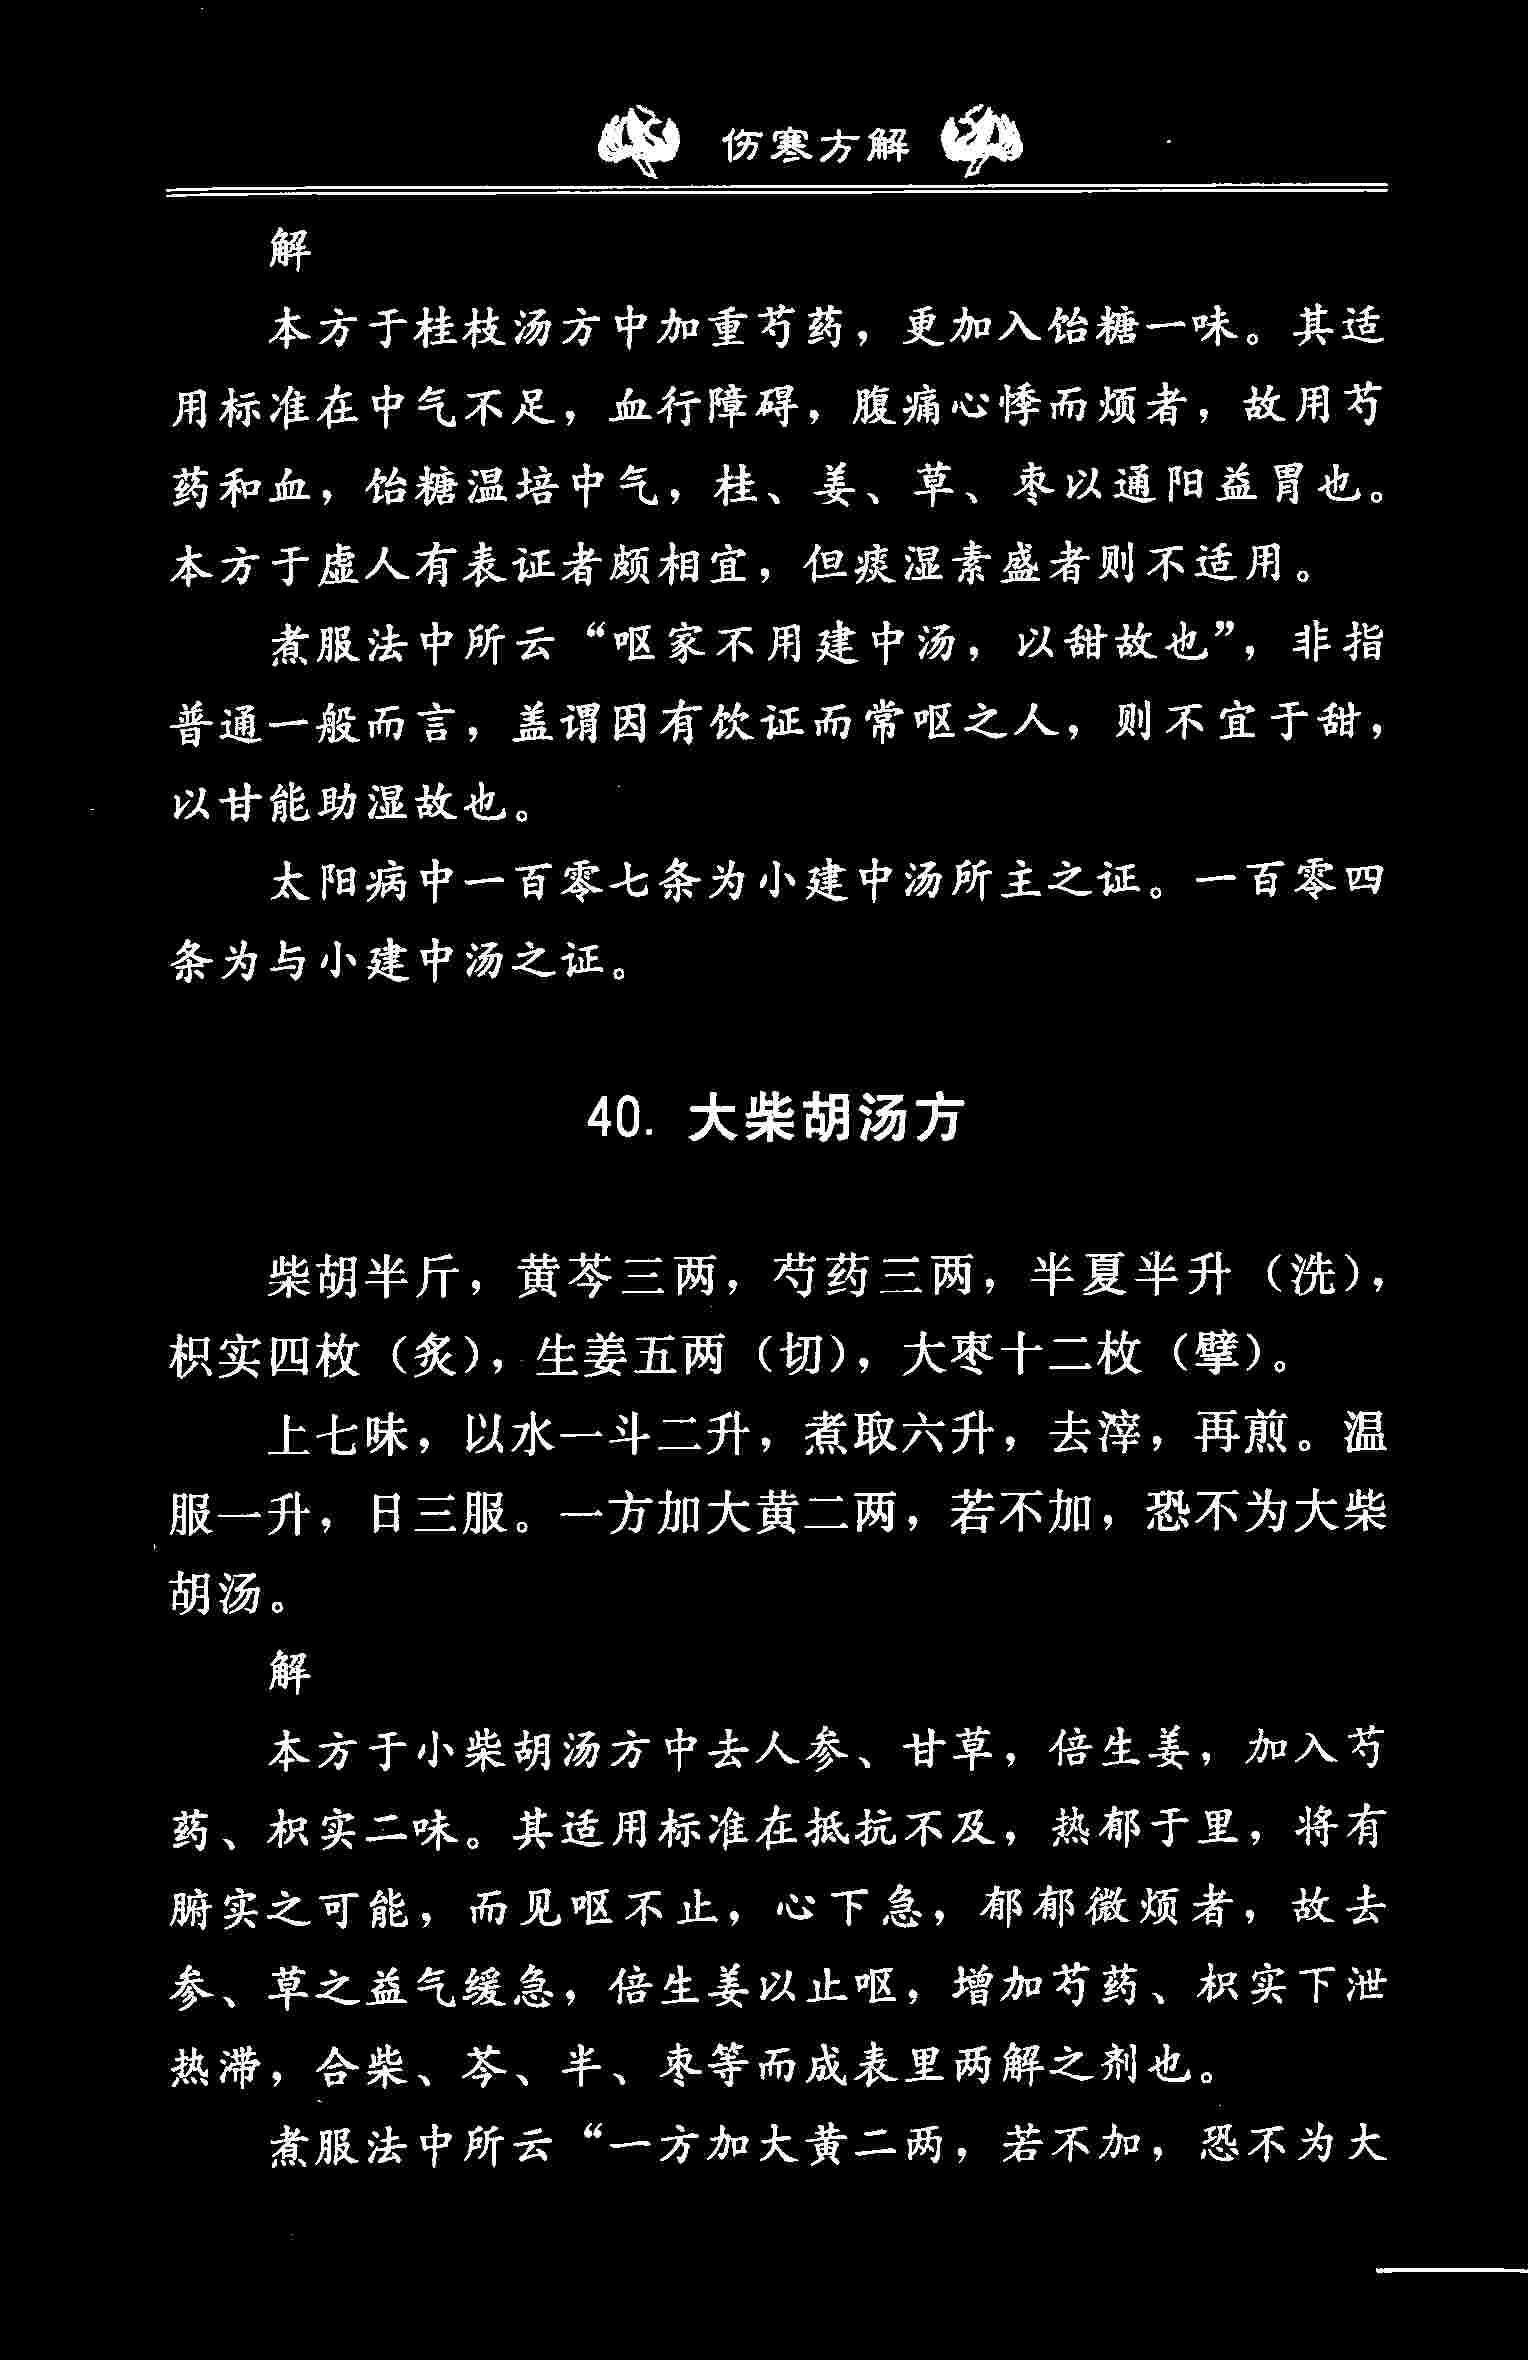 伤寒方解
解
本方于桂枝汤方中加重芍药，更加入饴糖一味。其适
用标准在中气不足，血行障碍，腹痛心悸而烦者，故用芍
药和血，饴糖温培中气，桂、姜、草、枣以通阳益胃也。
本方于虚人有表证者颇相宜，但痰湿素盛者则不适用。
煮服法中所云“呕家不用建中汤，以甜故也”，非指
普通一般而言，盖谓因有饮证而常呕之人，则不宜于甜，
以甘能助湿故也。
太阳病中一百零七条为小建中汤所主之证。一百零四
条为与小建中汤之证。
40. 大柴胡汤方
柴胡半斤，黄芩三两，芍药三两，半夏半升（洗），
枳实四枚（炙），生姜五两（切），大枣十二枚（擘）。
上七味，以水一斗二升，煮取六升，去滓，再煎。温
服一升，日三服。一方加大黄二两，若不加，恐不为大柴
胡汤。
解
本方于小柴胡汤方中去人参、甘草，倍生姜，加入芍
药、枳实二味。其适用标准在抵抗不及，热郁于里，将有
腑实之可能，而见呕不止，心下急，郁郁微烦者，故去
参、草之益气缓急，倍生姜以止呕，增加芍药、枳实下泄
热滞，合柴、芩、半、枣等而成表里两解之剂也。
煮服法中所云“一方加大黄二两，若不加，恐不为大